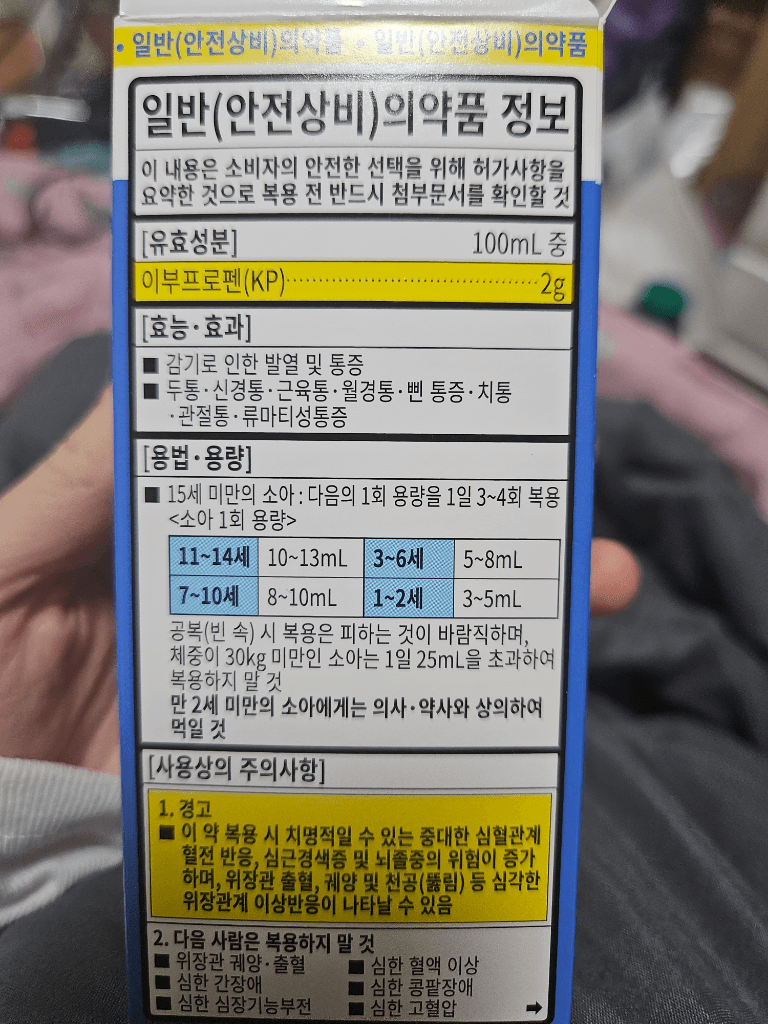 • 일반(안전상비)의약품 • 일반(안전상비)의약품
일반(안전상비)의약품 정보
이 내용은 소비자의 안전한 선택을 위해 허가사항을
요약한 것으로 복용 전 반드시 첨부문서를 확인할 것
[유효성분] 100mL 중
이부프로펜(KP)······································2g
[효능·효과]
■ 감기로 인한 발열 및 통증
■ 두통·신경통·근육통·월경통·삔 통증·치통
·관절통·류마티성통증
[용법·용량]
■ 15세 미만의 소아 : 다음의 1회 용량을 1일 3~4회 복용
<소아 1회 용량>
11~14세 10~13mL 3~6세 5~8mL
7~10세 8~10mL 1~2세 3~5mL
공복(빈 속) 시 복용은 피하는 것이 바람직하며,
체중이 30kg 미만인 소아는 1일 25mL을 초과하여
복용하지 말 것
만 2세 미만의 소아에게는 의사·약사와 상의하여
먹일 것
[사용상의 주의사항]
1. 경고
■ 이 약 복용 시 치명적일 수 있는 중대한 심혈관계
혈전 반응, 심근경색증 및 뇌졸중의 위험이 증가
하며, 위장관 출혈, 궤양 및 천공(뚫림) 등 심각한
위장관계 이상반응이 나타날 수 있음
2. 다음 사람은 복용하지 말 것
■ 위장관 궤양·출혈 ■ 심한 혈액 이상
■ 심한 간장애 ■ 심한 콩팥장애
■ 심한 심장기능부전 ■ 심한 고혈압 ➡